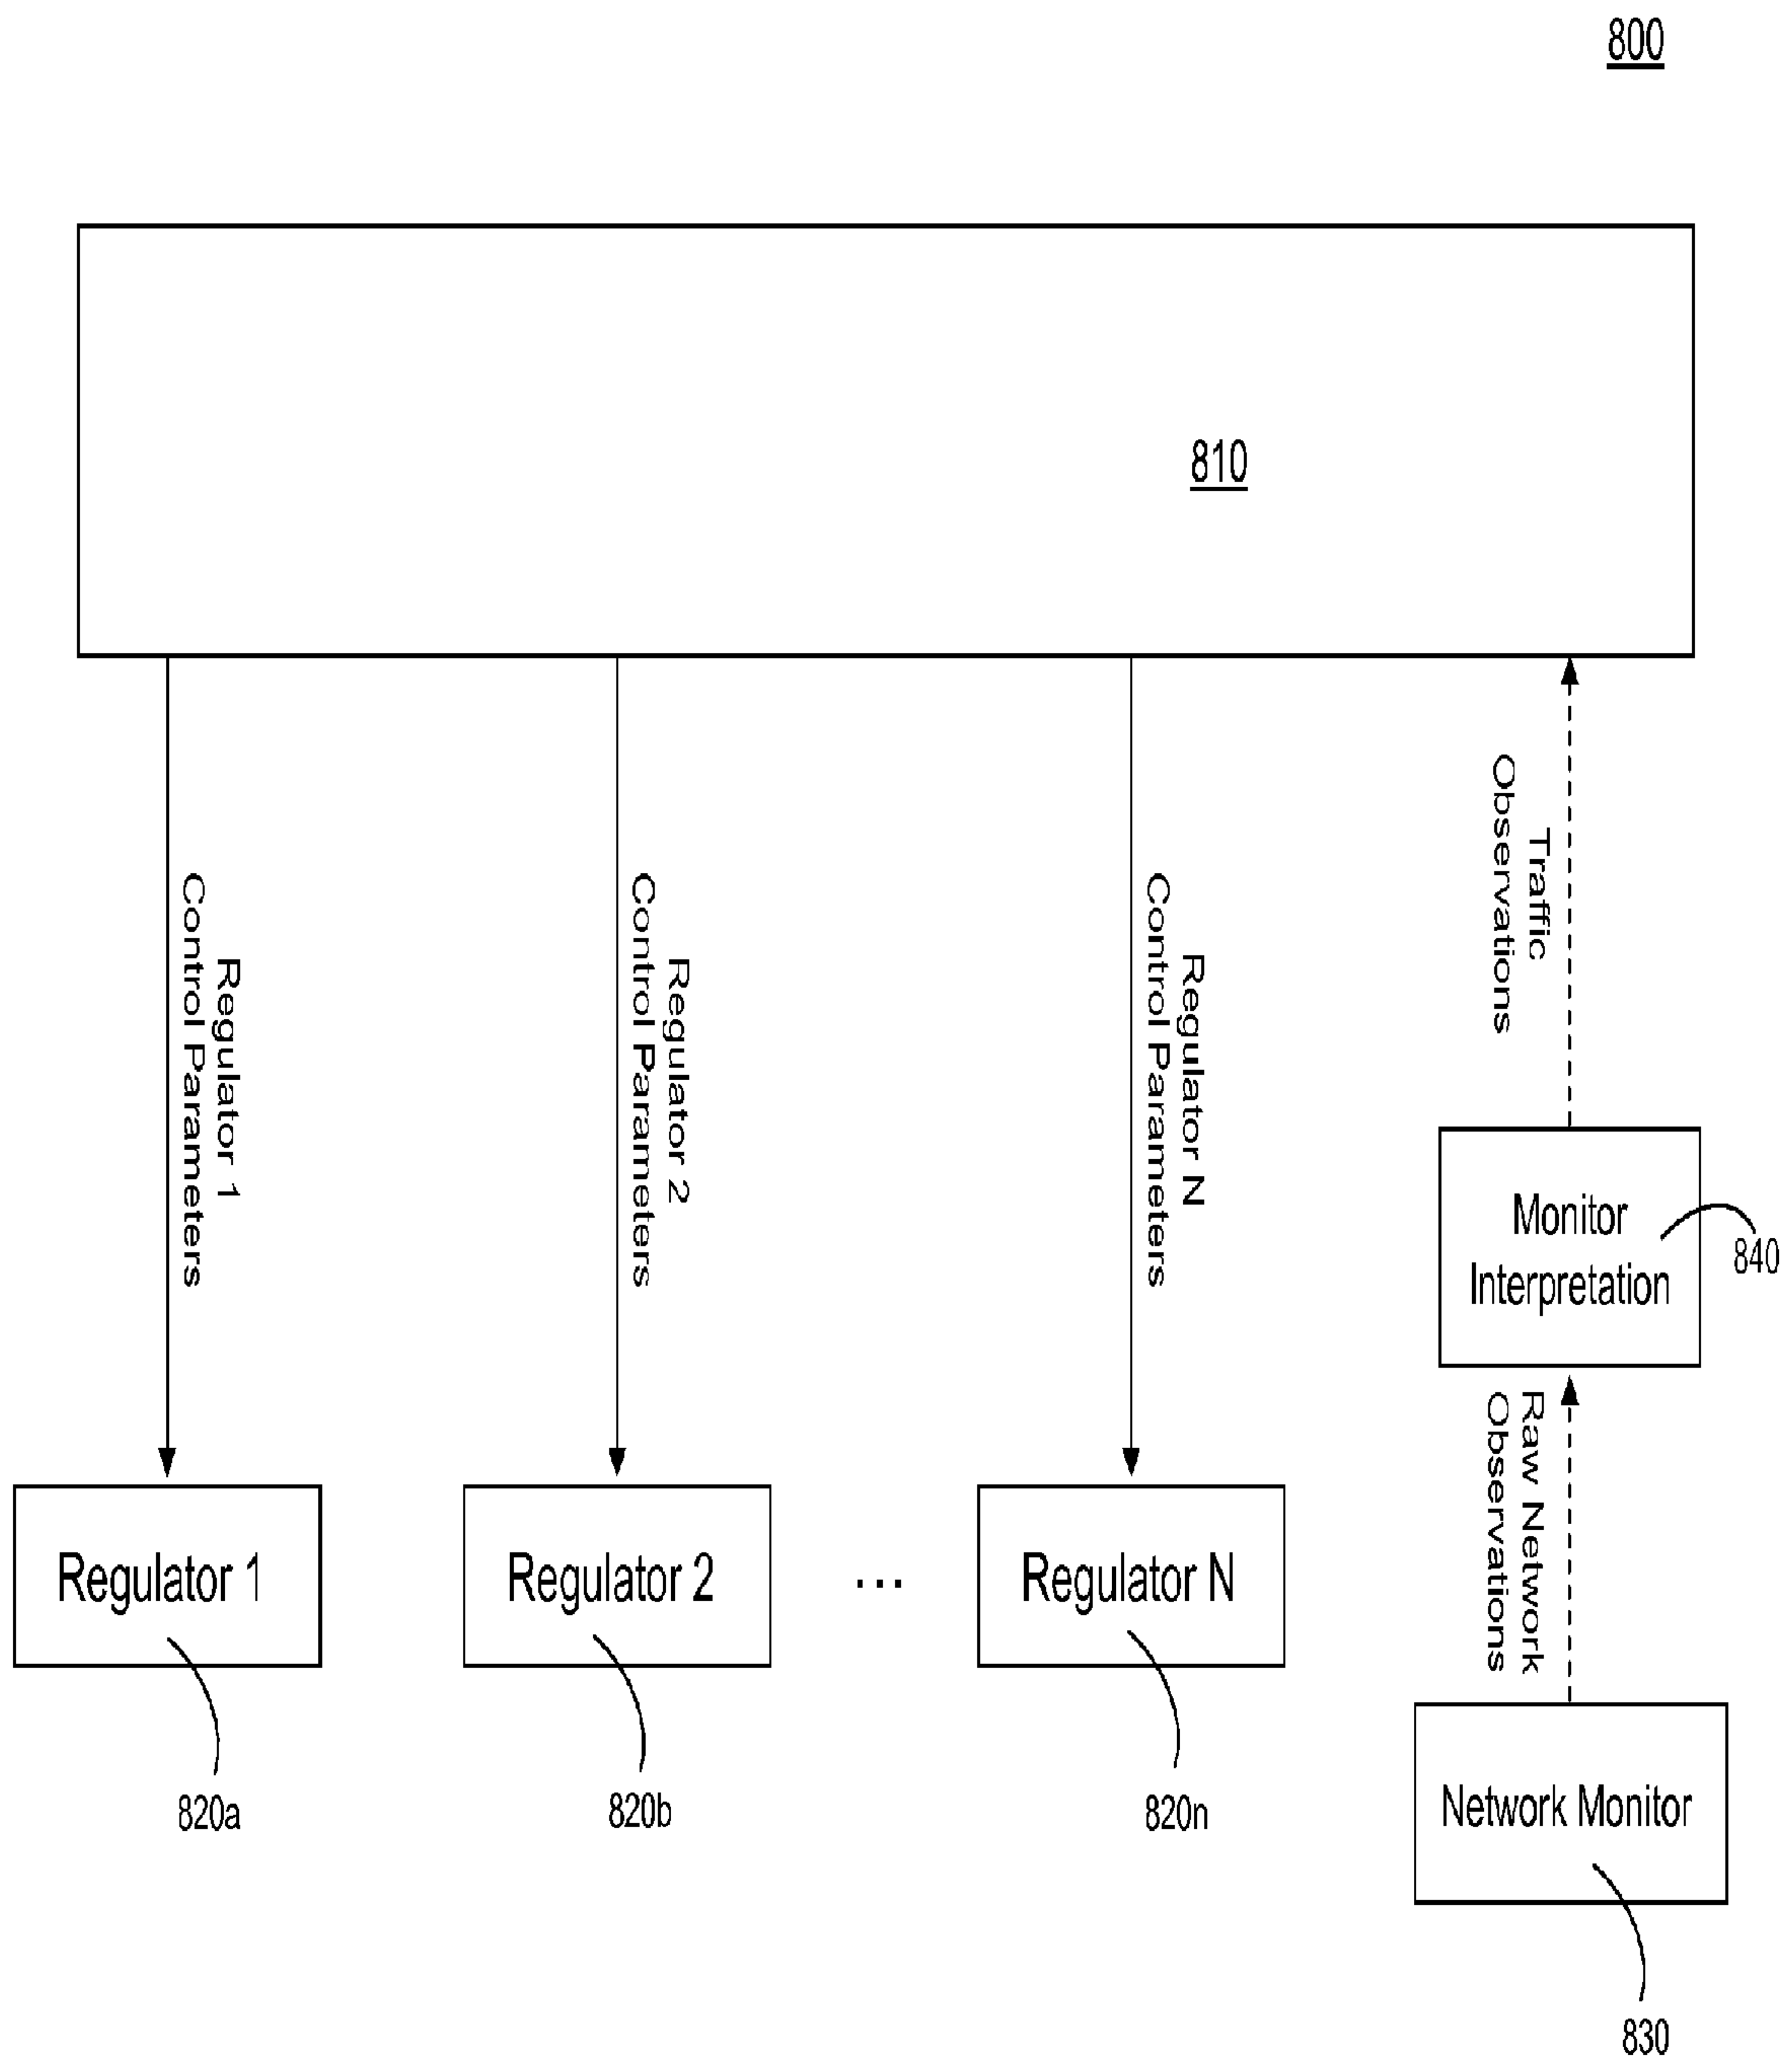 800
810
Regulator 1
Control Parameters
Regulator 2
Control Parameters
Regulator N
Control Parameters
Traffic
Observations
Monitor
Interpretation
840
Raw Network
Observations
Regulator 1
Regulator 2
...
Regulator N
Network Monitor
820a
820b
820n
830